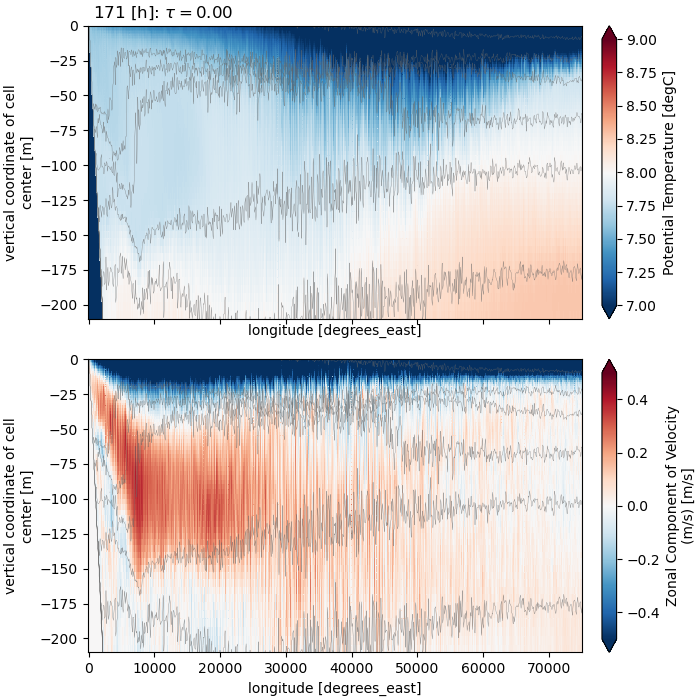 171 [h]: τ = 0.00
0
−25
−50
−75
−100
−125
−150
−175
−200
vertical coordinate of cell
center [m]
longitude [degrees_east]
9.00
8.75
8.50
8.25
8.00
7.75
7.50
7.25
7.00
Potential Temperature [degC]
0
−25
−50
−75
−100
−125
−150
−175
−200
vertical coordinate of cell
center [m]
0 10000 20000 30000 40000 50000 60000 70000
longitude [degrees_east]
0.4
0.2
0.0
−0.2
−0.4
Zonal Component of Velocity
(m/s) [m/s]